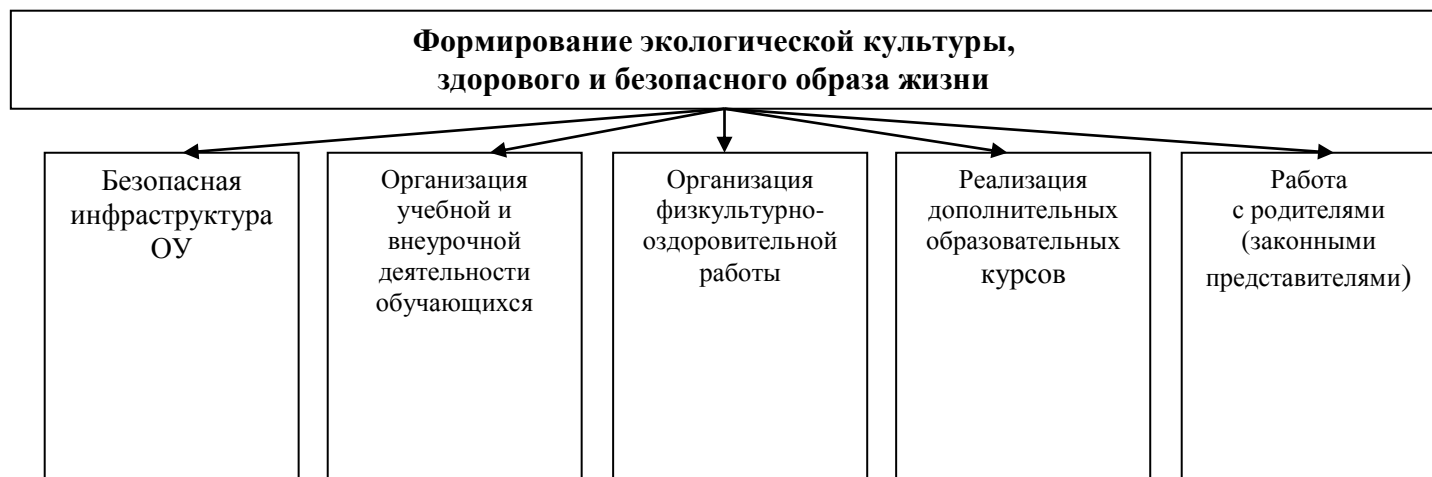 Формирование экологической культуры,
здорового и безопасного образа жизни
Безопасная
инфраструктура
ОУ
Организация
учебной и
внеурочной
деятельности
обучающихся
Организация
физкультурно-
оздоровительной
работы
Реализация
дополнительных
образовательных
курсов
Работа
с родителями
(законными
представителями)